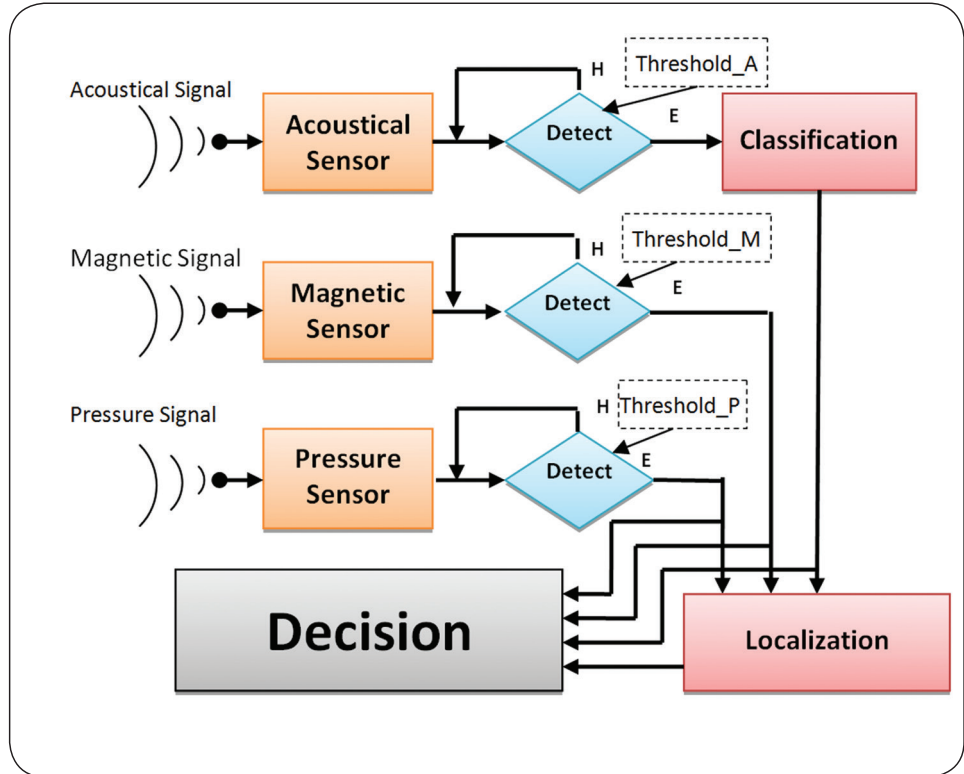 Acoustical Signal
Acoustical
Sensor
H
Threshold_A
Detect
E
Classification
Magnetic Signal
Magnetic
Sensor
H
Threshold_M
Detect
E
Pressure Signal
Pressure
Sensor
H
Threshold_P
Detect
E
Decision
Localization